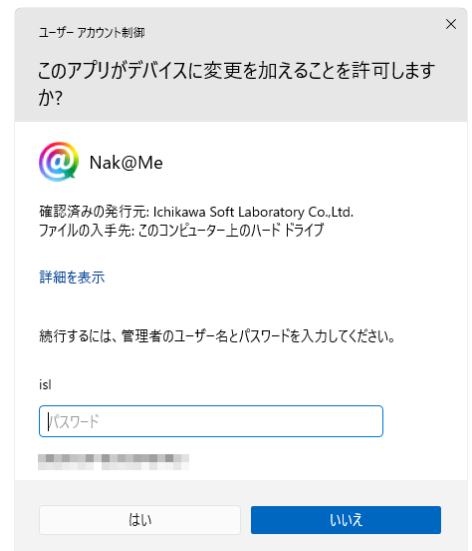 ユーザー アカウント制御
このアプリがデバイスに変更を加えることを許可します
か?
Nak@Me
確認済みの発行元: Ichikawa Soft Laboratory Co.,Ltd.
ファイルの入手先: このコンピューター上のハード ドライブ
詳細を表示
続行するには、管理者のユーザー名とパスワードを入力してください。
isl
パスワード
はい
いいえ